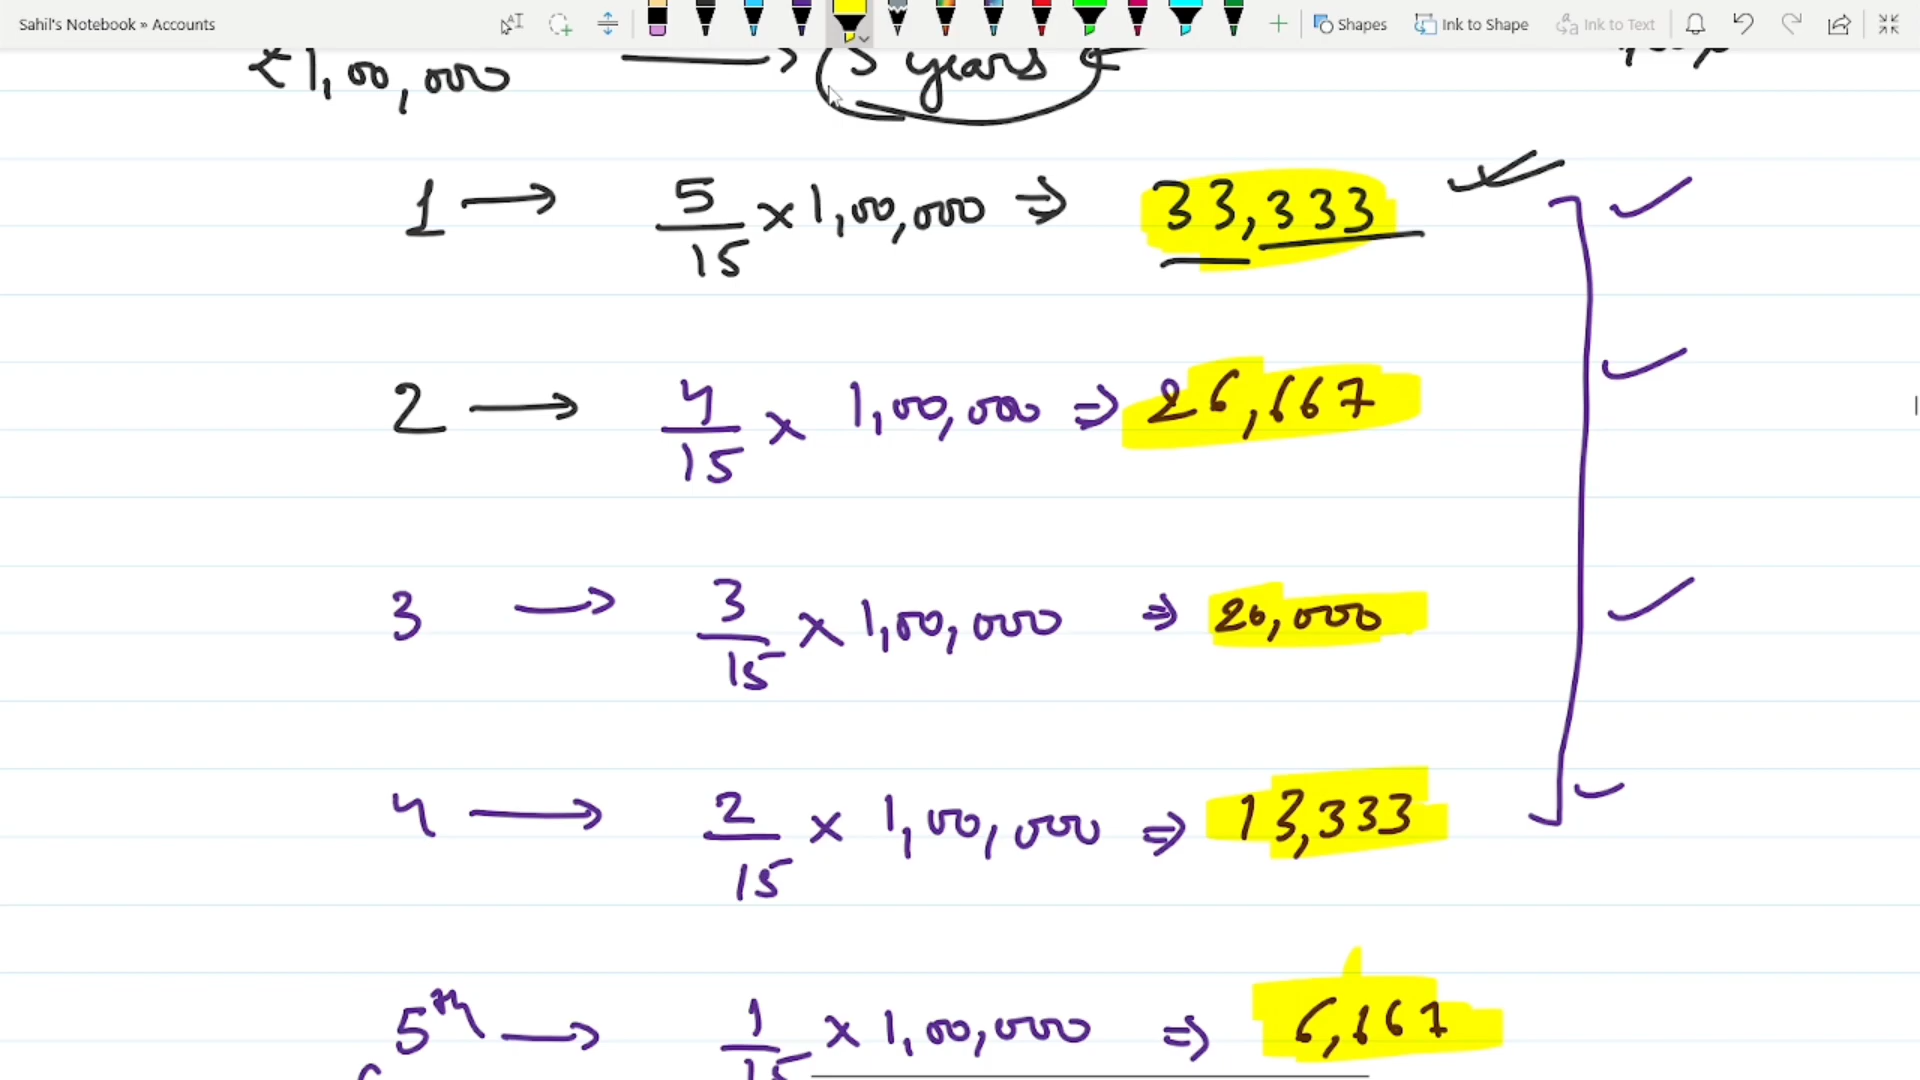 Sahil's Notebook » Accounts
Shapes
Ink to Shape
Ink to Text
₹1,00,000 → 5 years
1 → 5/15 x 1,00,000 ⇒ 33,333
2 → 4/15 x 1,00,000 ⇒ 26,667
3 → 3/15 x 1,00,000 ⇒ 20,000
4 → 2/15 x 1,00,000 ⇒ 13,333
5th → 1/15 x 1,00,000 ⇒ 6,667